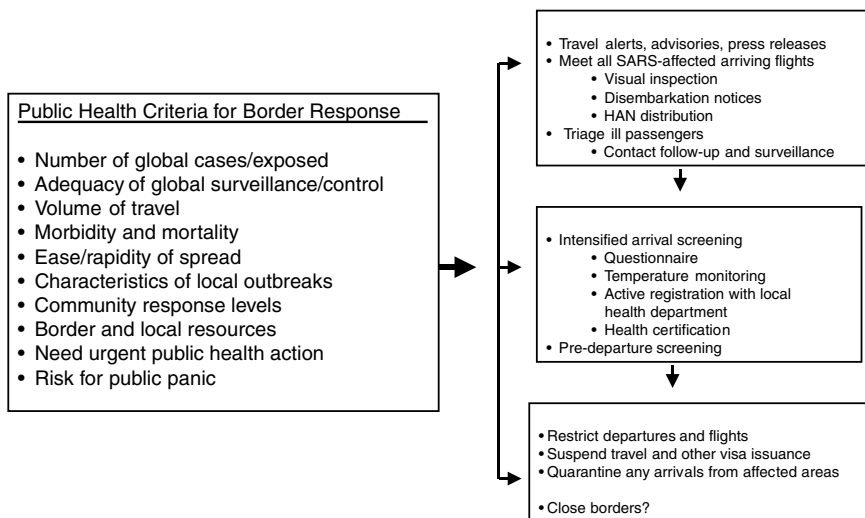 Public Health Criteria for Border Response
• Number of global cases/exposed
• Adequacy of global surveillance/control
• Volume of travel
• Morbidity and mortality
• Ease/rapidity of spread
• Characteristics of local outbreaks
• Community response levels
• Border and local resources
• Need urgent public health action
• Risk for public panic
• Travel alerts, advisories, press releases
• Meet all SARS-affected arriving flights
• Visual inspection
• Disembarkation notices
• HAN distribution
• Triage ill passengers
• Contact follow-up and surveillance
• Intensified arrival screening
• Questionnaire
• Temperature monitoring
• Active registration with local
health department
• Health certification
• Pre-departure screening
• Restrict departures and flights
• Suspend travel and other visa issuance
• Quarantine any arrivals from affected areas
• Close borders?